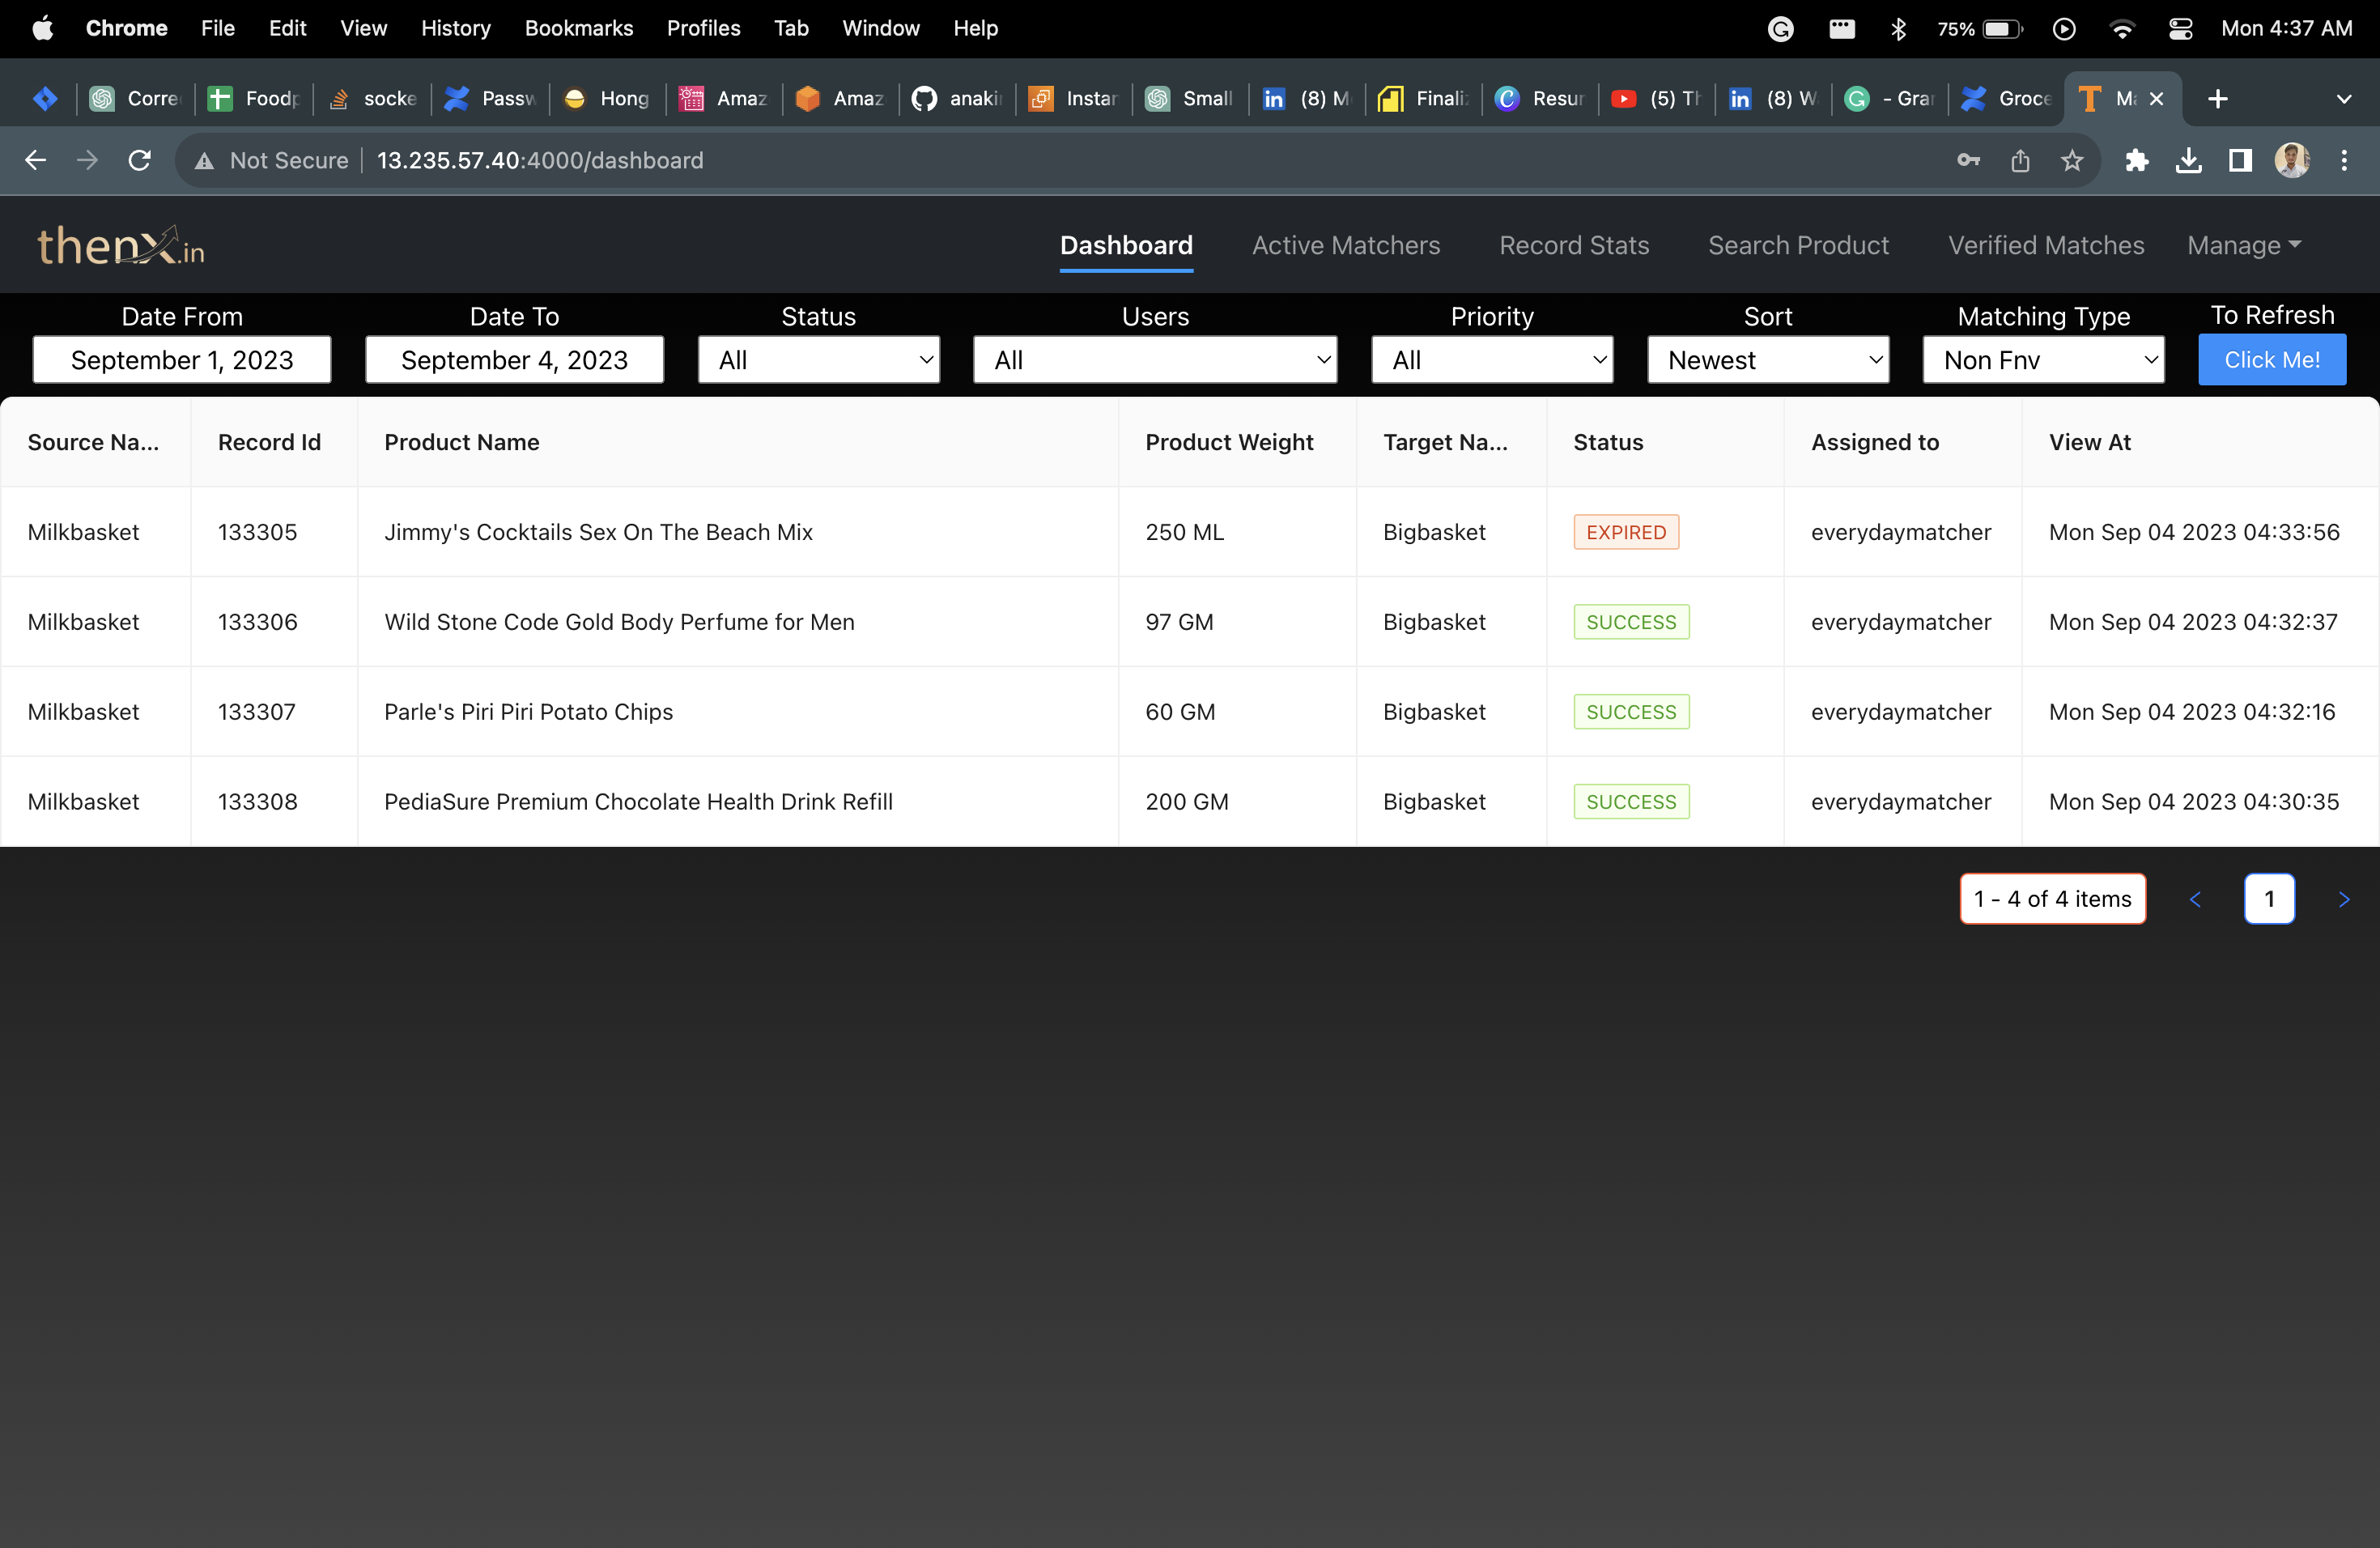 Chrome File Edit View History Bookmarks Profiles Tab Window Help 75% Mon 4:37 AM
Corre Foodp socke Passw Hong Amaz Amaz anaki Instar Small (8) M Finali Resur (5) Th (8) W - Gra Groce Ma
Not Secure 13.235.57.40:4000/dashboard
thenx.in Dashboard Active Matchers Record Stats Search Product Verified Matches Manage
Date From Date To Status Users Priority Sort Matching Type To Refresh
September 1, 2023 September 4, 2023 All All All Newest Non Fnv Click Me!
Source Na... Record Id Product Name Product Weight Target Na... Status Assigned to View At
Milkbasket 133305 Jimmy's Cocktails Sex On The Beach Mix 250 ML Bigbasket EXPIRED everydaymatcher Mon Sep 04 2023 04:33:56
Milkbasket 133306 Wild Stone Code Gold Body Perfume for Men 97 GM Bigbasket SUCCESS everydaymatcher Mon Sep 04 2023 04:32:37
Milkbasket 133307 Parle's Piri Piri Potato Chips 60 GM Bigbasket SUCCESS everydaymatcher Mon Sep 04 2023 04:32:16
Milkbasket 133308 PediaSure Premium Chocolate Health Drink Refill 200 GM Bigbasket SUCCESS everydaymatcher Mon Sep 04 2023 04:30:35
1 - 4 of 4 items < 1 >